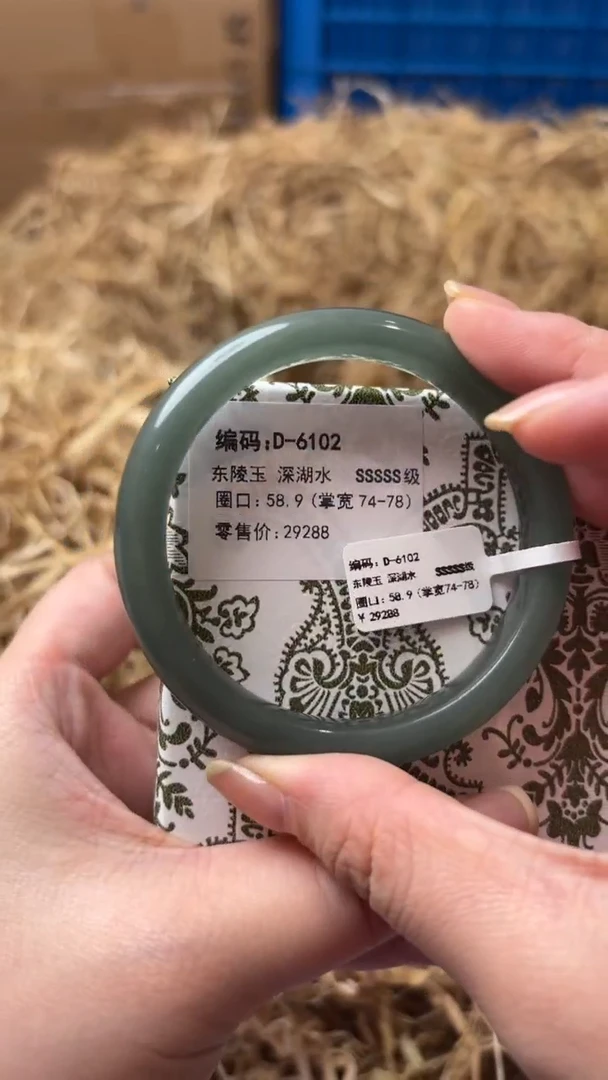 编码:D-6102
东陵玉 深湖水 SSSSS级
圈口:58.9(掌宽 74-78)
零售价:29288
编码:D-6102
东陵玉 深湖水 SSSSS级
圈口:58.9(掌宽74-78)
¥ 29288